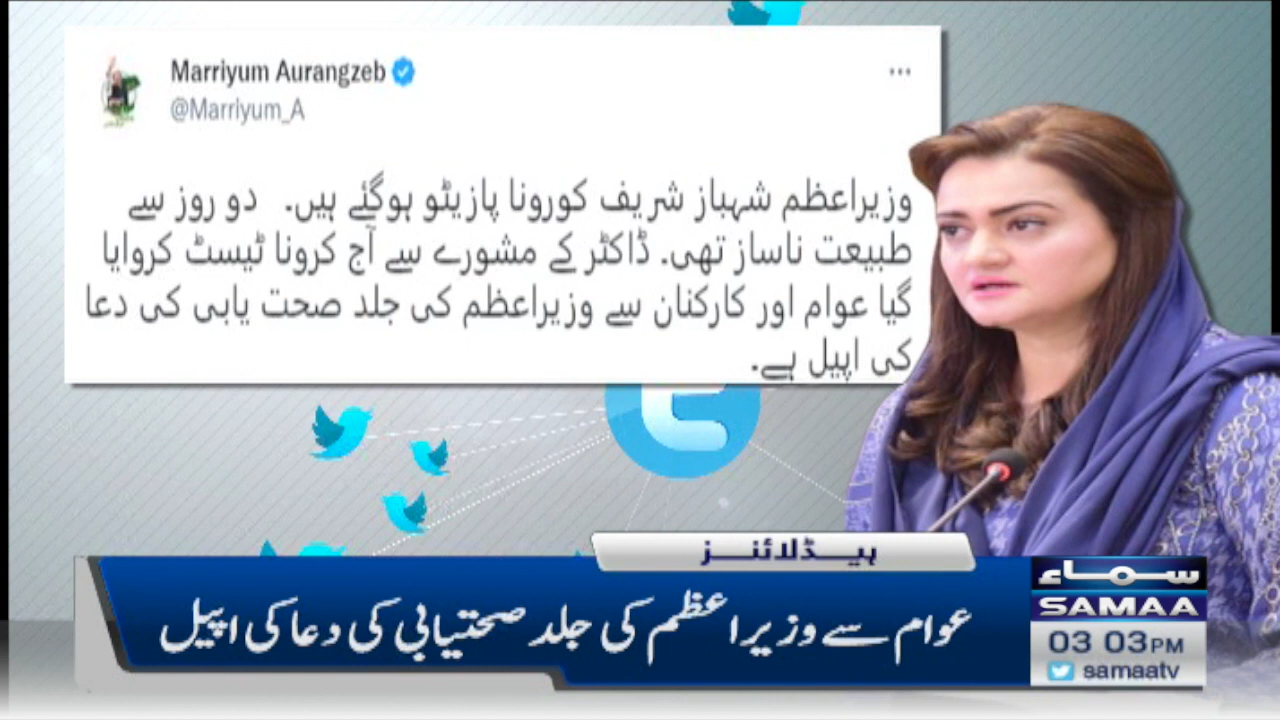 Marriyum Aurangzeb
@Marriyum_A
وزیراعظم شہباز شریف کورونا پازیٹو ہوگئے ہیں۔ دو روز سے
طبیعت ناساز تھی۔ ڈاکٹر کے مشورے سے آج کرونا ٹیسٹ کروایا
گیا عوام اور کارکنان سے وزیراعظم کی جلد صحت یابی کی دعا
کی اپیل ہے۔
ہیڈلائنز
عوام سے وزیراعظم کی جلد صحتیابی کی دعا کی اپیل
سماء
SAMAA
03 03PM
samaatv